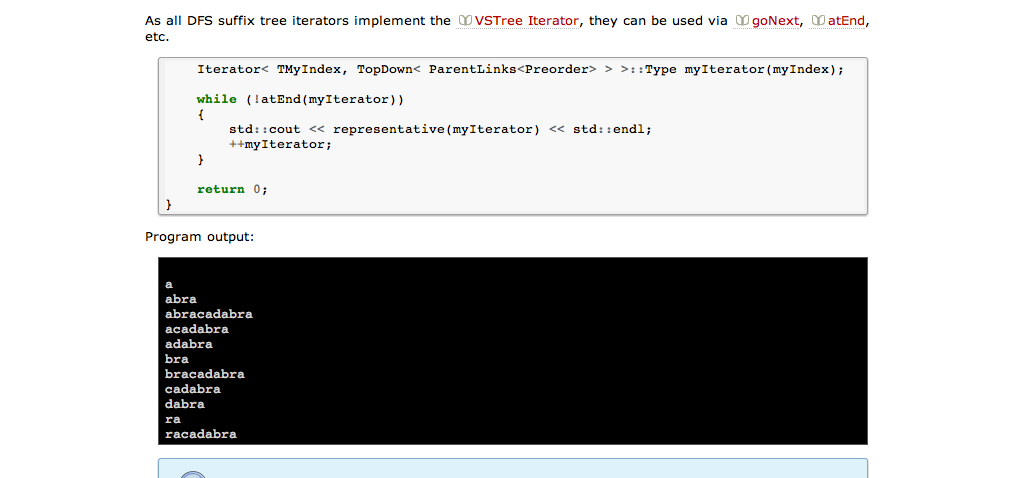 As all DFS suffix tree iterators implement the VSTree Iterator, they can be used via goNext, atEnd,
etc.
Iterator< TMyIndex, TopDown< ParentLinks<Preorder> > >::Type myIterator(myIndex);
while (!atEnd(myIterator))
{
std::cout << representative(myIterator) << std::endl;
++myIterator;
}
return 0;
}
Program output:
a
abra
abracadabra
acadabra
adabra
bra
bracadabra
cadabra
dabra
ra
racadabra